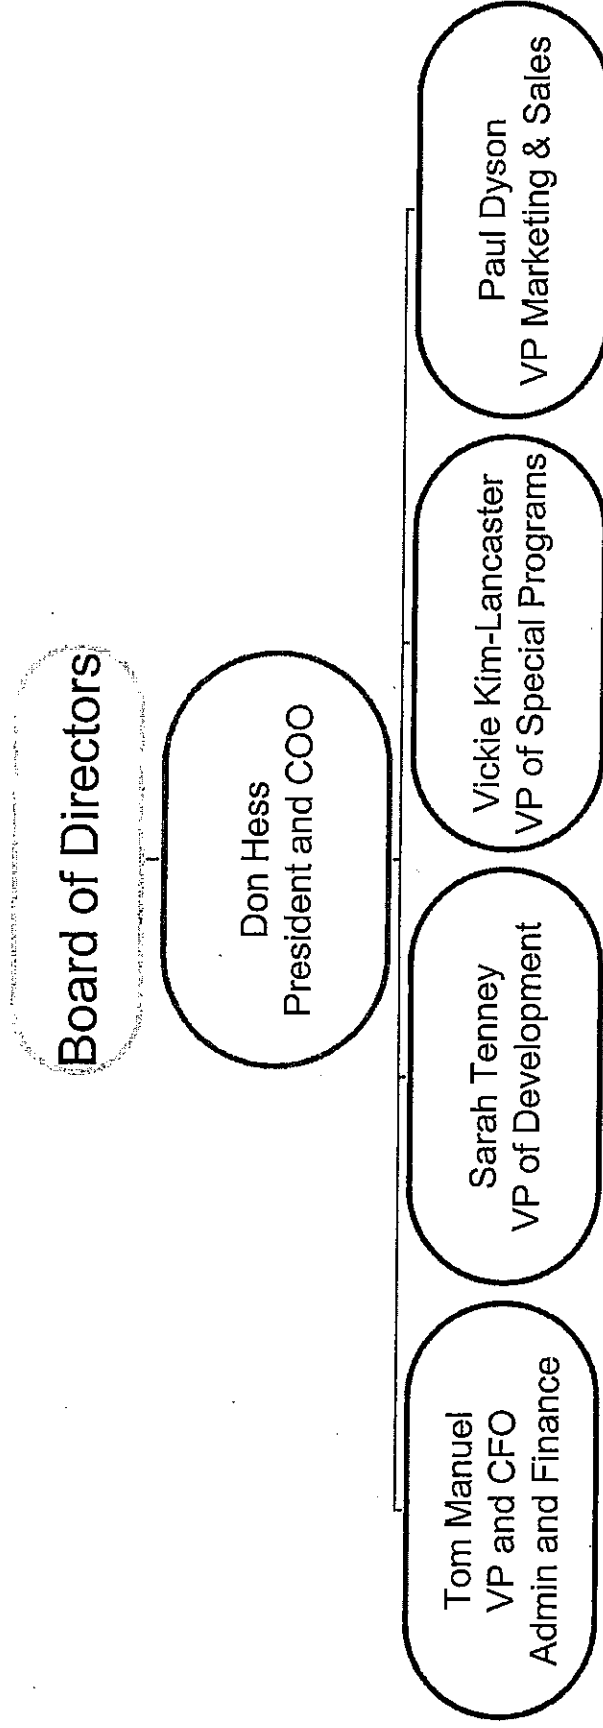 Board of Directors
Don Hess
President and COO
Tom Manuel
VP and CFO
Admin and Finance
Sarah Tenney
VP of Development
Vickie Kim-Lancaster
VP of Special Programs
Paul Dyson
VP Marketing & Sales